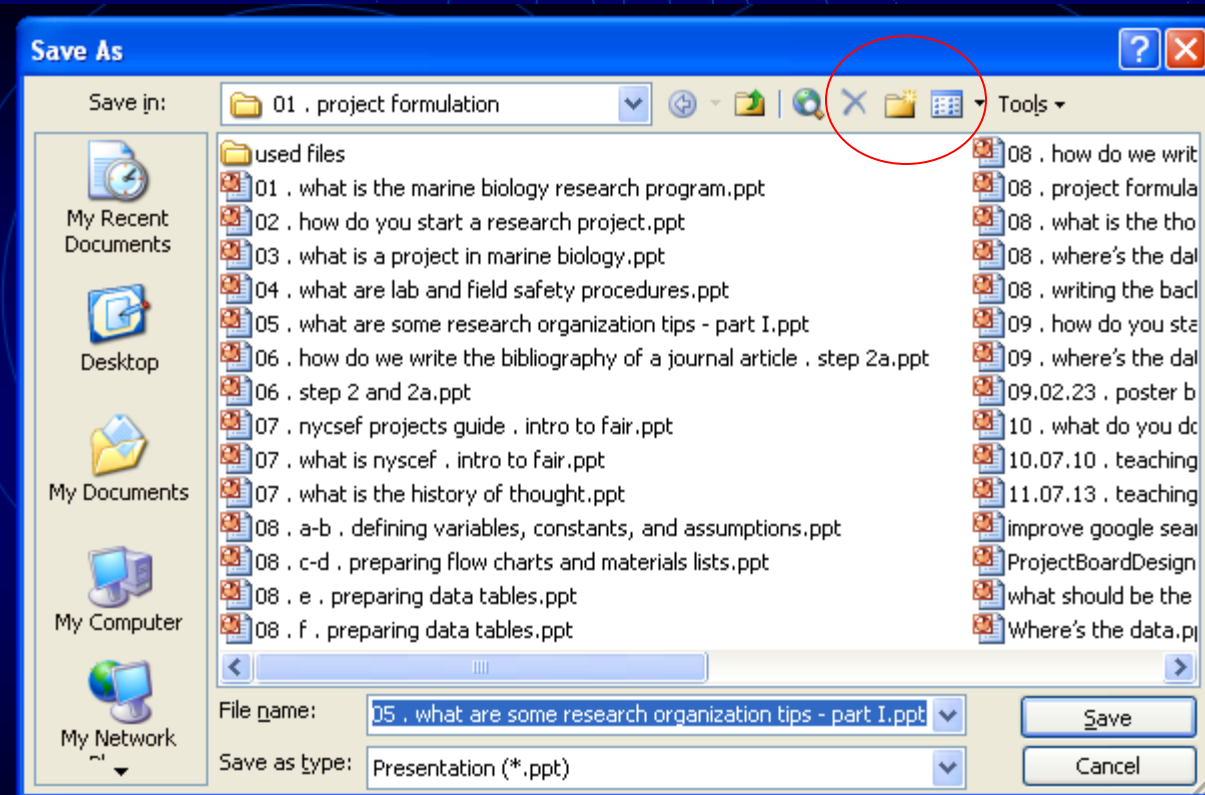 Save As
Save in:
01 . project formulation
Tools
My Recent
Documents
Desktop
My Documents
My Computer
My Network
used files
01 . what is the marine biology research program.ppt
02 . how do you start a research project.ppt
03 . what is a project in marine biology.ppt
04 . what are lab and field safety procedures.ppt
05 . what are some research organization tips - part I.ppt
06 . how do we write the bibliography of a journal article . step 2a.ppt
06 . step 2 and 2a.ppt
07 . nycsef projects guide . intro to fair.ppt
07 . what is nyscef . intro to fair.ppt
07 . what is the history of thought.ppt
08 . a-b . defining variables, constants, and assumptions.ppt
08 . c-d . preparing flow charts and materials lists.ppt
08 . e . preparing data tables.ppt
08 . f . preparing data tables.ppt
08 . how do we writ
08 . project formula
08 . what is the tho
08 . where's the
08 . writing the
09 . how do you sta
09 . where's the
09.02.23 . poster b
10 . what do you
10.07.10 . teaching
11.07.13 . teaching
improve google
ProjectBoardDesign
what should be the
Where's the
File name:
05 . what are some research organization tips - part I.ppt
Save
Save as type:
Presentation (*.ppt)
Cancel